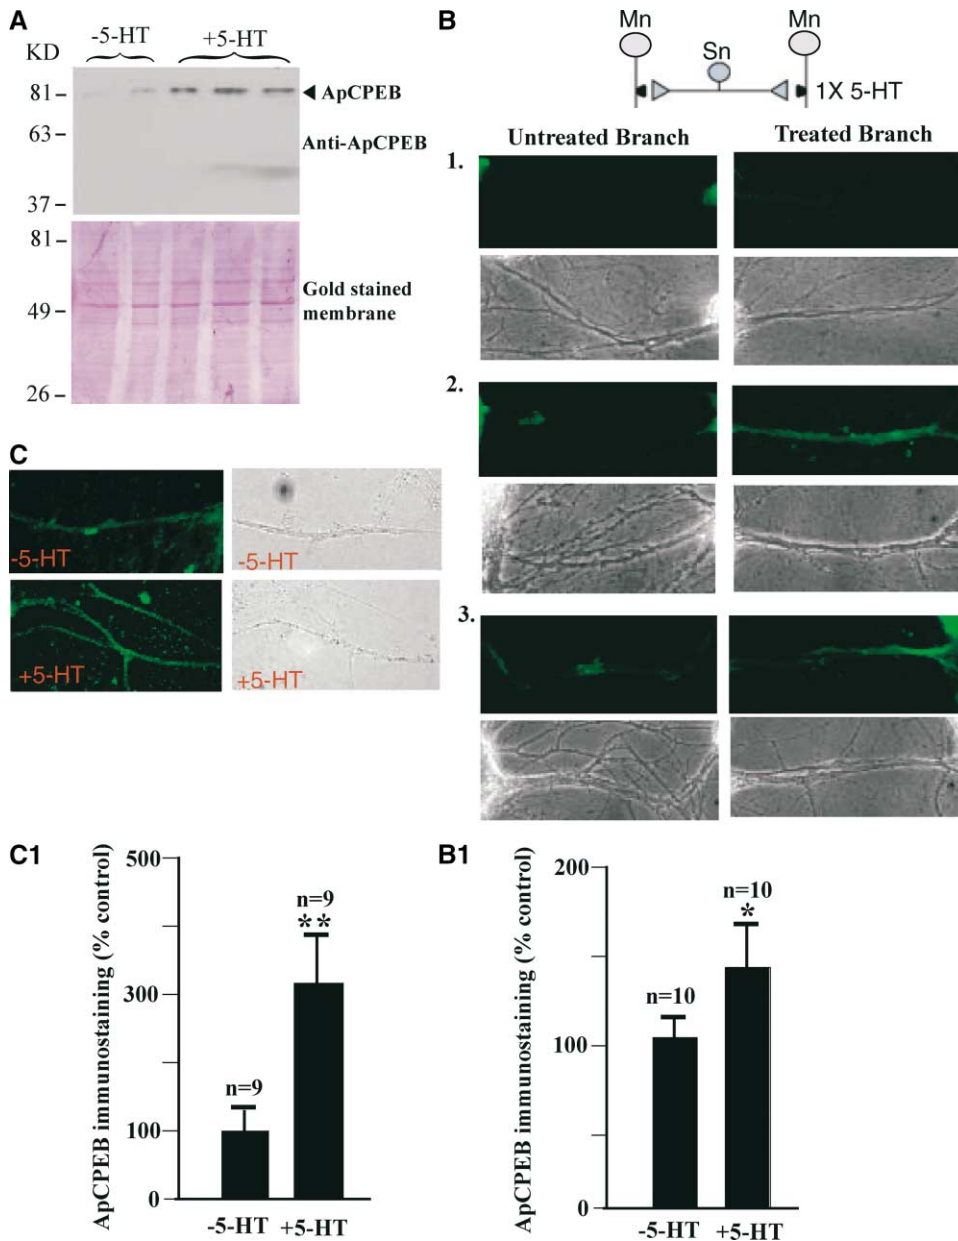 A
-5-HT +5-HT
KD
81
63
37
ApCPEB
Anti-ApCPEB
81
49
26
Gold stained
membrane
B
Mn Mn
Sn
1X 5-HT
Untreated Branch Treated Branch
1.
2.
3.
C
-5-HT -5-HT
+5-HT +5-HT
C1
ApCPEB immunostaining (% control)
500
300
100
0
n=9
n=9
**
-5-HT +5-HT
B1
ApCPEB immunostaining (% control)
200
100
0
n=10
n=10
*
-5-HT +5-HT